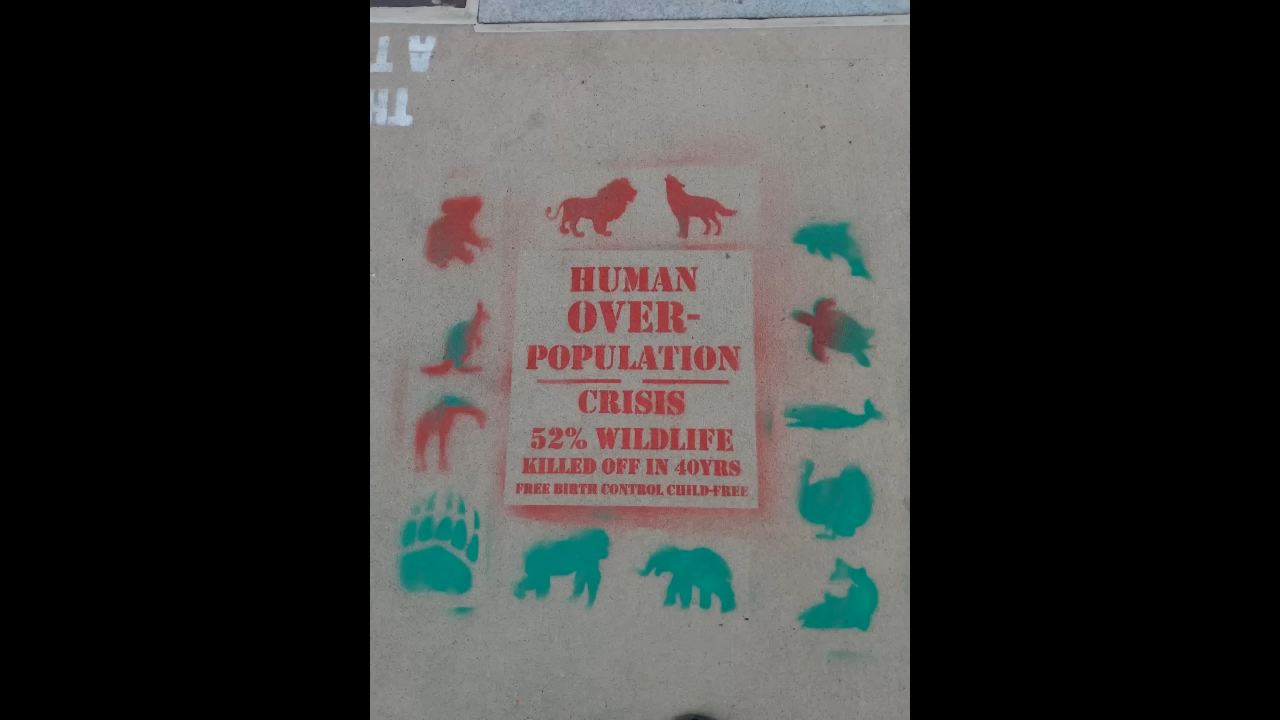 HUMAN
OVER-
POPULATION
CRISIS
52% WILDLIFE
KILLED OFF IN 40YRS
FREE BIRTH CONTROL CHILD-FREE